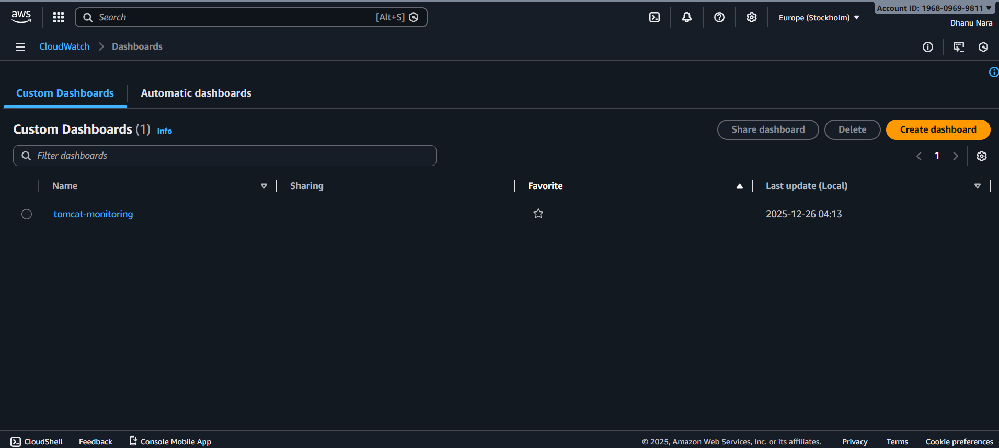 aws
Search [Alt+S]
Europe (Stockholm)
Account ID: 1968-0969-9811
Dhanu Nara
CloudWatch
Dashboards
Custom Dashboards
Automatic dashboards
Custom Dashboards (1) Info
Share dashboard
Delete
Create dashboard
Filter dashboards
1
Name
Sharing
Favorite
Last update (Local)
tomcat-monitoring
2025-12-26 04:13
CloudShell
Feedback
Console Mobile App
© 2025, Amazon Web Services, Inc. or its affiliates.
Privacy
Terms
Cookie preferences